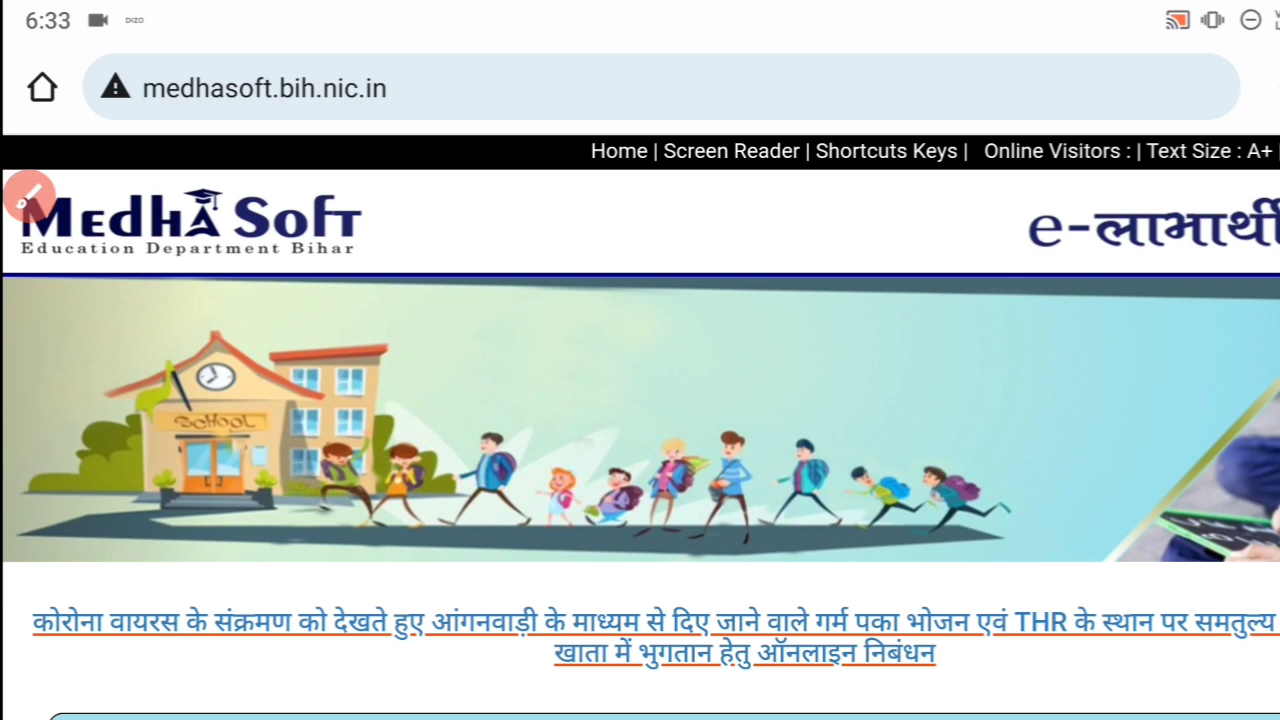 6:33 DIZO
medhasoft.bih.nic.in
Home | Screen Reader | Shortcuts Keys | Online Visitors : | Text Size : A+
MEdhA SofT
Education Department Bihar
e-लाभार्थी
SCHOOL
कोरोना वायरस के संक्रमण को देखते हुए आंगनवाड़ी के माध्यम से दिए जाने वाले गर्म पका भोजन एवं THR के स्थान पर समतुल्य
खाता में भुगतान हेतु ऑनलाइन निबंधन